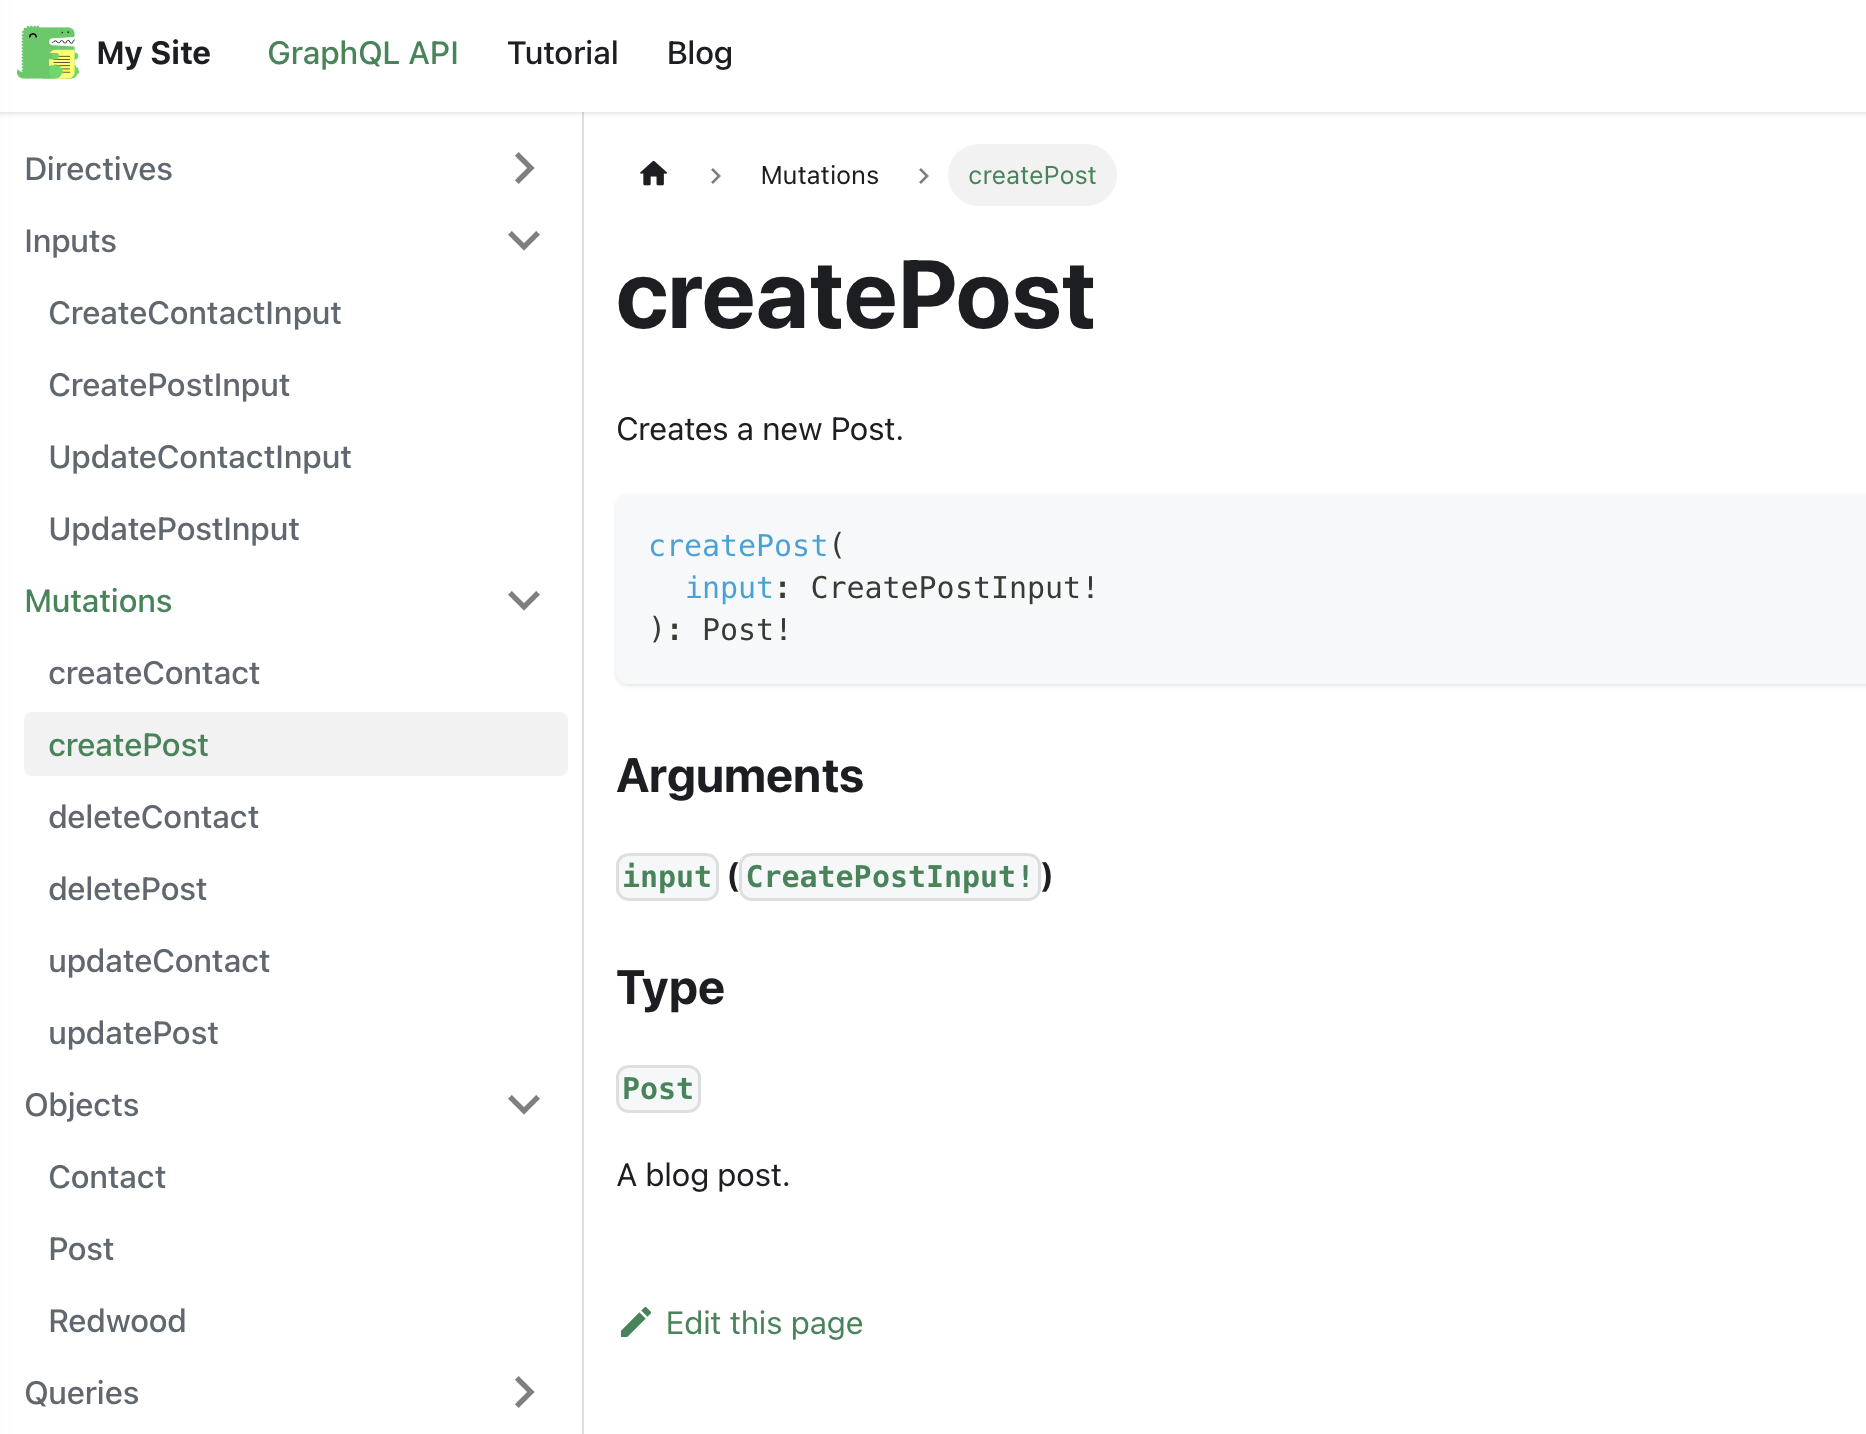 My Site GraphQL API Tutorial Blog
Directives
Inputs
CreateContactInput
CreatePostInput
UpdateContactInput
UpdatePostInput
Mutations
createContact
createPost
deleteContact
deletePost
updateContact
updatePost
Objects
Contact
Post
Redwood
Queries
Mutations createPost
createPost
Creates a new Post.
createPost(
  input: CreatePostInput!
): Post!
Arguments
input (CreatePostInput!)
Type
Post
A blog post.
Edit this page